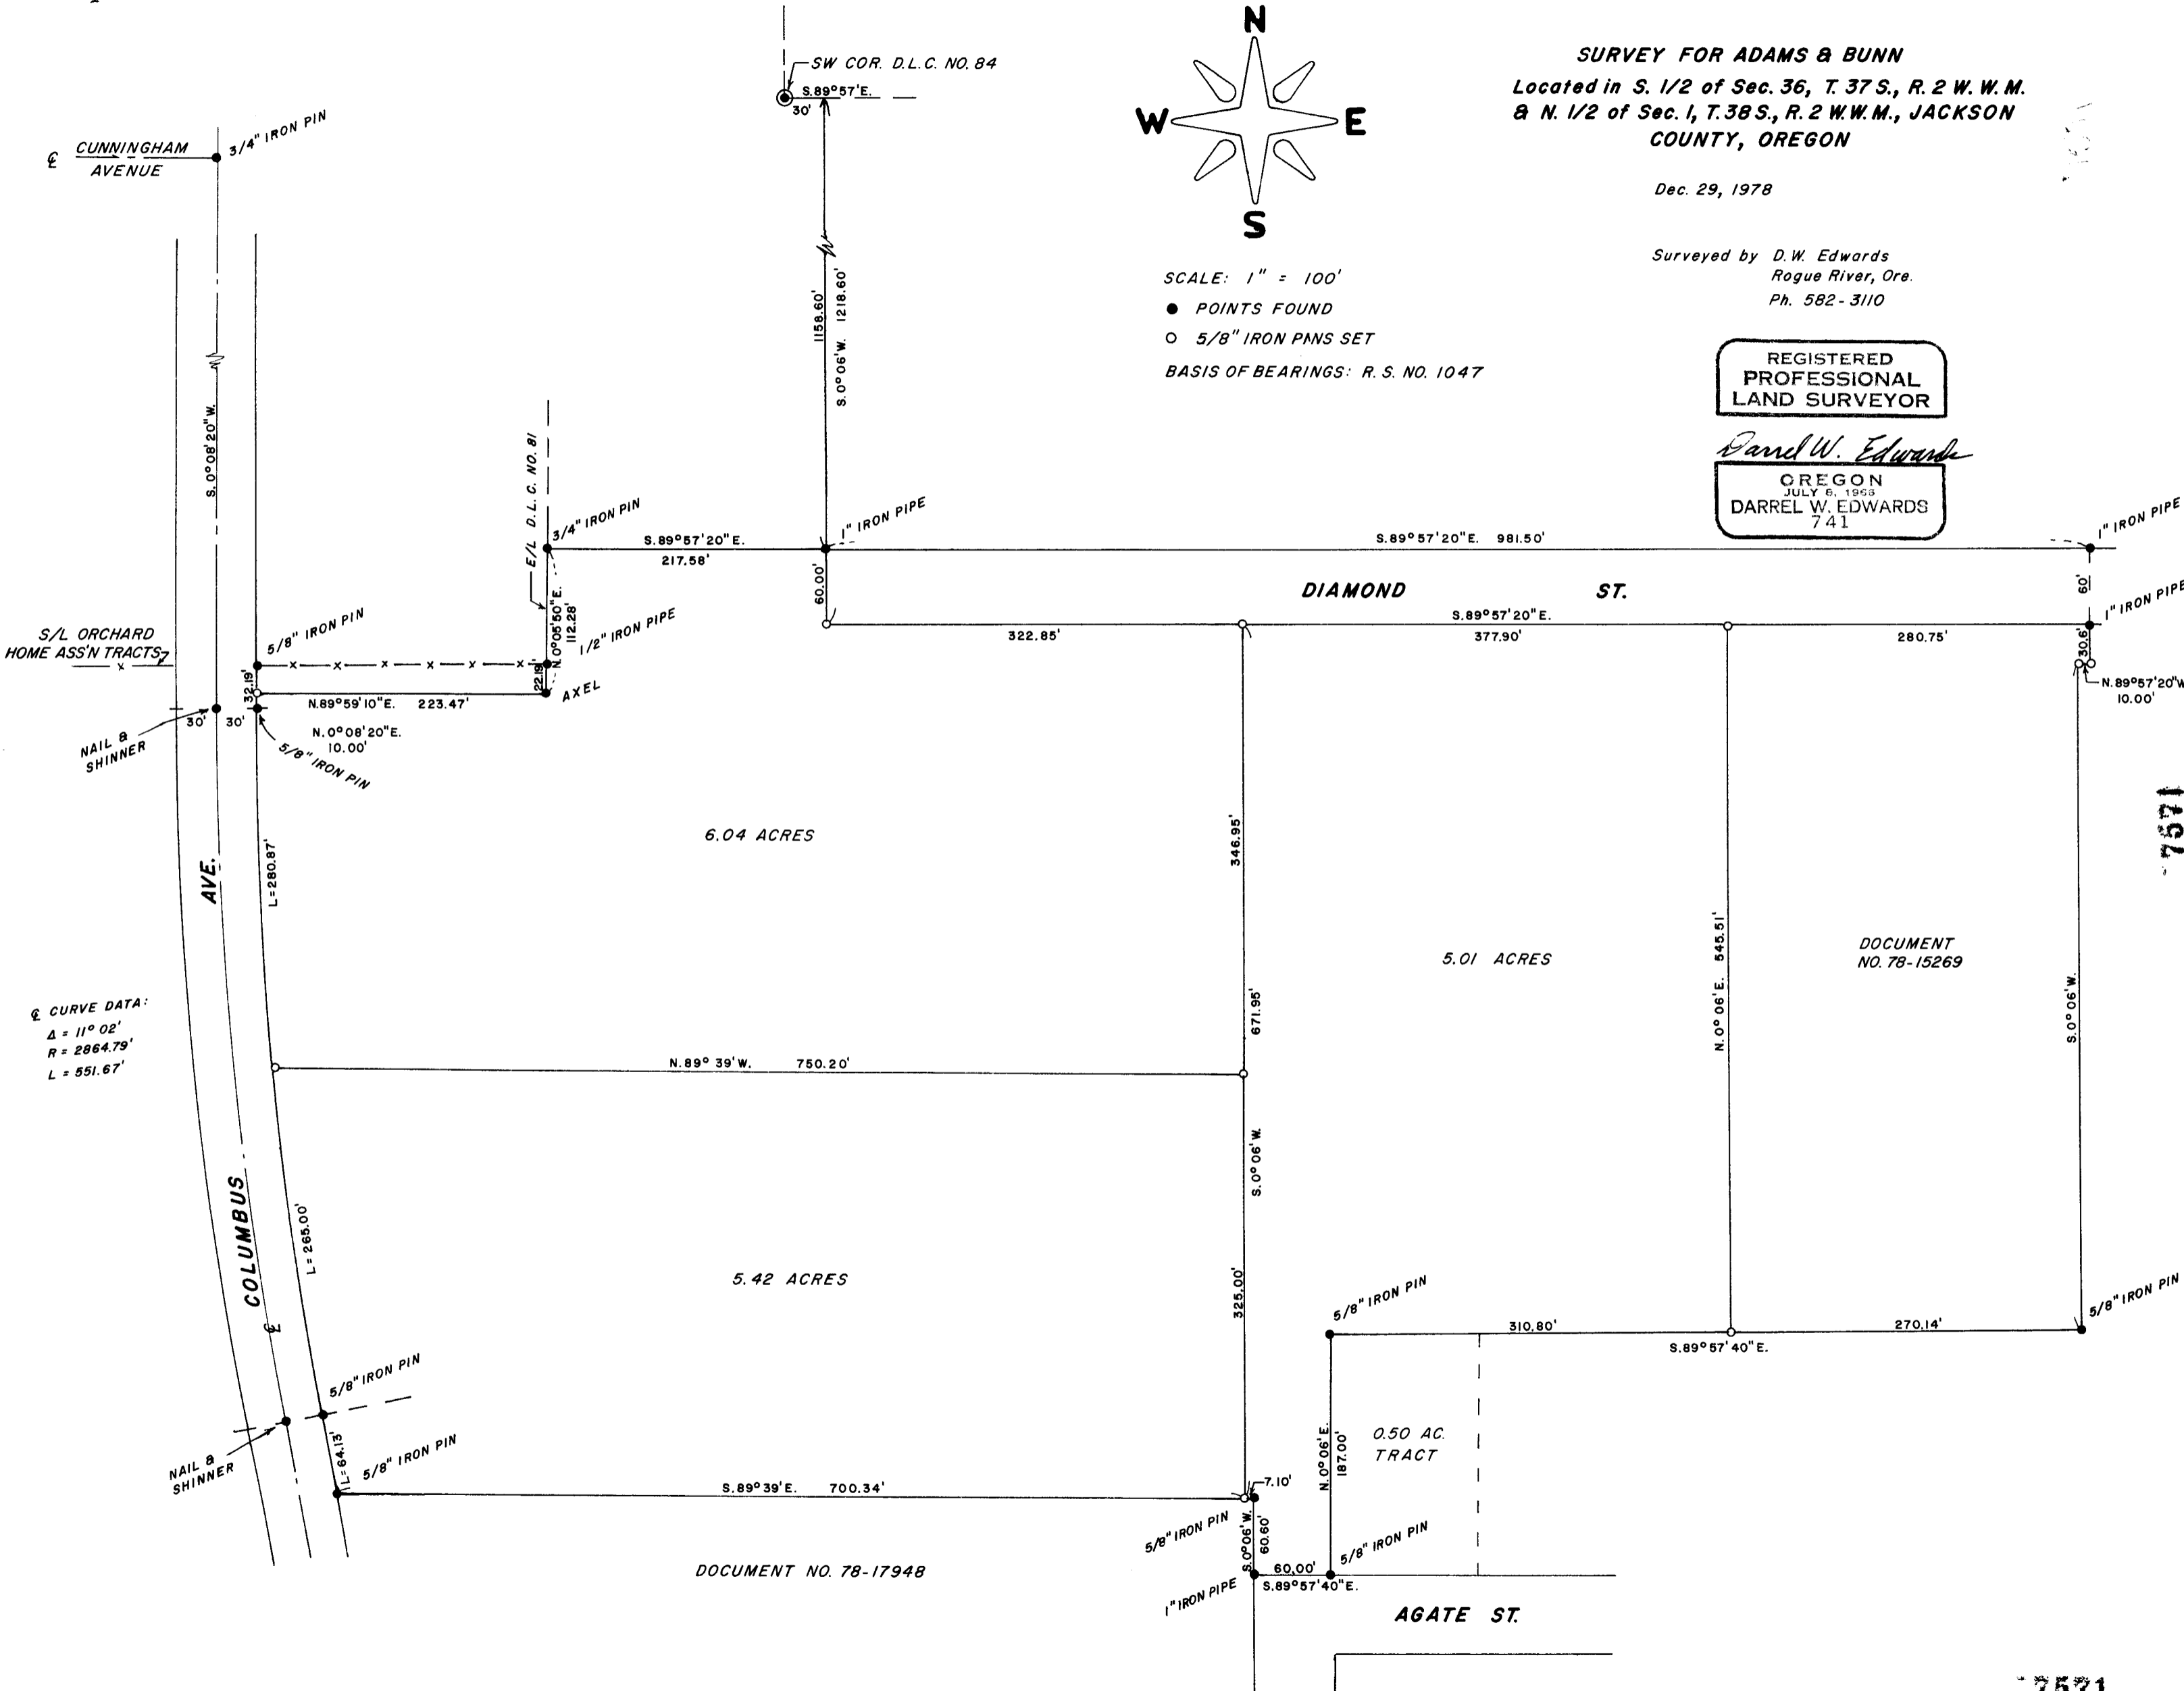 SURVEY FOR ADAMS & BUNN
Located in S. 1/2 of Sec. 36, T. 37 S., R. 2 W. W. M.
& N. 1/2 of Sec. 1, T. 38 S., R. 2 W. W. M., JACKSON
COUNTY, OREGON
Dec. 29, 1978
Surveyed by D.W. Edwards
Rogue River, Ore.
Ph. 582-3110
REGISTERED
PROFESSIONAL
LAND SURVEYOR
Darrel W. Edwards
OREGON
JULY 8, 1966
DARREL W. EDWARDS
741
N
W
E
S
SCALE: 1" = 100'
POINTS FOUND
5/8" IRON PINS SET
BASIS OF BEARINGS: R. S. NO. 1047
SW COR. D.L.C. NO. 84
S.89°57'E.
30'
℄ CUNNINGHAM
AVENUE
3/4" IRON PIN
S.0°08'20"W.
1158.60'
S.0°06'W. 1218.60'
E/L D.L.C. NO. 81
3/4" IRON PIN
S.89°57'20"E.
217.58'
1" IRON PIPE
S.89°57'20"E. 981.50'
1" IRON PIPE
60.00'
DIAMOND ST.
60'
1" IRON PIPE
S/L ORCHARD
HOME ASS'N TRACTS
5/8" IRON PIN
N.0°05'50"E.
112.28'
1/2" IRON PIPE
S.89°57'20"E.
322.85'
377.90'
280.75'
30.6'
N.89°57'20"W
10.00'
32.19'
22.19'
AXEL
N.89°59'10"E. 223.47'
30'
30'
N.0°08'20"E.
10.00'
NAIL &
SHINNER
5/8" IRON PIN
6.04 ACRES
346.95'
L=280.87'
AVE.
7571
5.01 ACRES
N.0°06'E. 545.51'
DOCUMENT
NO. 78-15269
S.0°06'W.
671.95'
℄ CURVE DATA:
Δ = 11° 02'
R = 2864.79'
L = 551.67'
N.89° 39'W. 750.20'
S.0°06'W.
COLUMBUS
L=265.00'
℄
5.42 ACRES
325.00'
5/8" IRON PIN
5/8" IRON PIN
310.80'
270.14'
S.89°57'40"E.
5/8" IRON PIN
NAIL &
SHINNER
L=64.13'
5/8" IRON PIN
N.0°06'E.
187.00'
0.50 AC.
TRACT
S.89°39'E. 700.34'
7.10'
5/8" IRON PIN
S.0°06'W.
60.60'
5/8" IRON PIN
DOCUMENT NO. 78-17948
1" IRON PIPE
60.00'
S.89°57'40"E.
AGATE ST.
7571